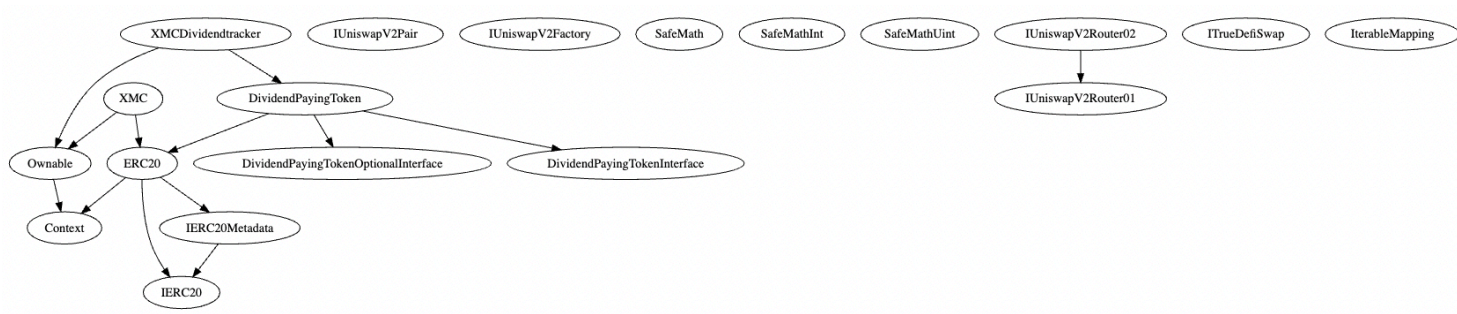 XMCDividendtracker
IUniswapV2Pair
IUniswapV2Factory
SafeMath
SafeMathInt
SafeMathUint
IUniswapV2Router02
ITrueDefiSwap
IterableMapping
XMC
DividendPayingToken
IUniswapV2Router01
Ownable
ERC20
DividendPayingTokenOptionalInterface
DividendPayingTokenInterface
Context
IERC20Metadata
IERC20